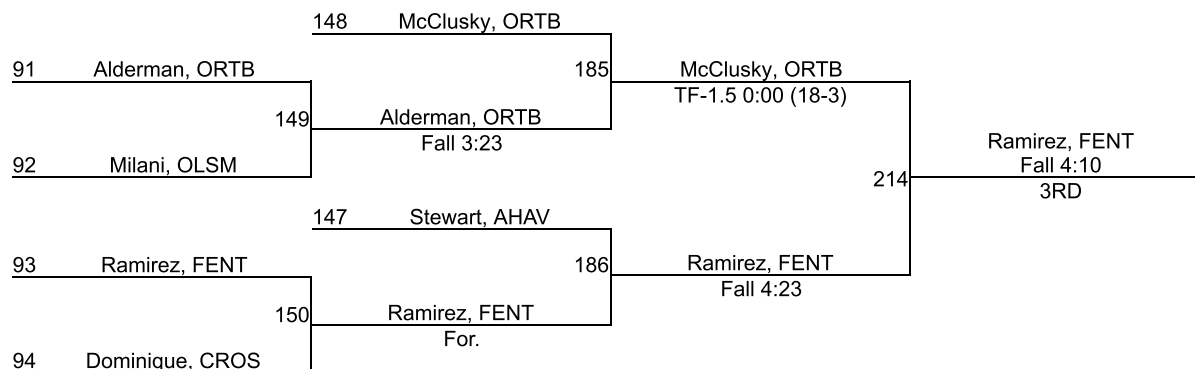 148 McClusky, ORTB
91 Alderman, ORTB
185 McClusky, ORTB
TF-1.5 0:00 (18-3)
149 Alderman, ORTB
Fall 3:23
Ramirez, FENT
92 Milani, OLSM
Fall 4:10
214
3RD
147 Stewart, AHAV
93 Ramirez, FENT
186 Ramirez, FENT
Fall 4:23
150 Ramirez, FENT
For.
94 Dominique, CROS